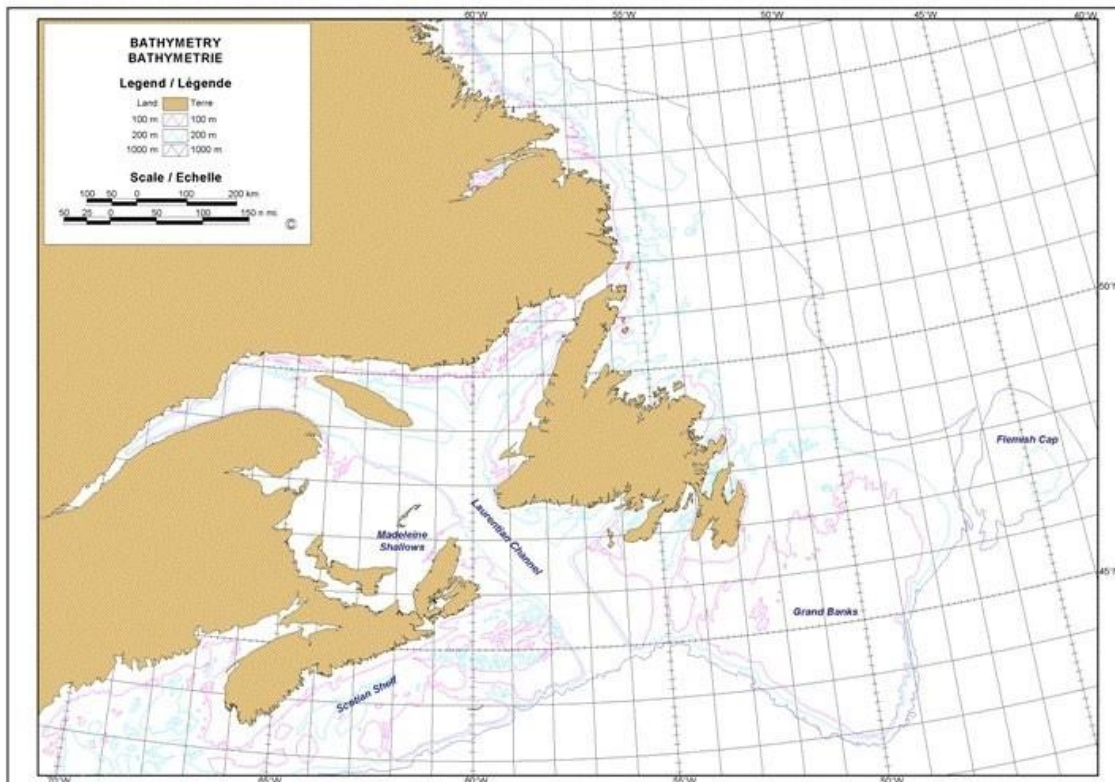 60°W 55°W 50°W 45°W 40°W
BATHYMETRY
BATHYMETRIE
Legend / Légende
Land Terre
100 m 100 m
200 m 200 m
1000 m 1000 m
Scale / Echelle
100 50 0 100 200 km
50 25 0 50 100 150 n mi
©
50°N
Flemish Cap
Laurentian Channel
Madeleine
Shallows
45°N
Grand Banks
Scotian Shelf
70°W 65°W 60°W 55°W 50°W